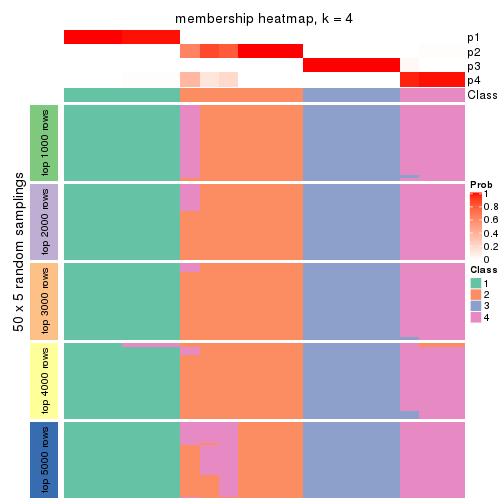 membership heatmap, k = 4
p1
p2
p3
p4
Class
50 x 5 random samplings
top 1000 rows
top 2000 rows
top 3000 rows
top 4000 rows
top 5000 rows
Prob
1
0.8
0.6
0.4
0.2
0
Class
1
2
3
4